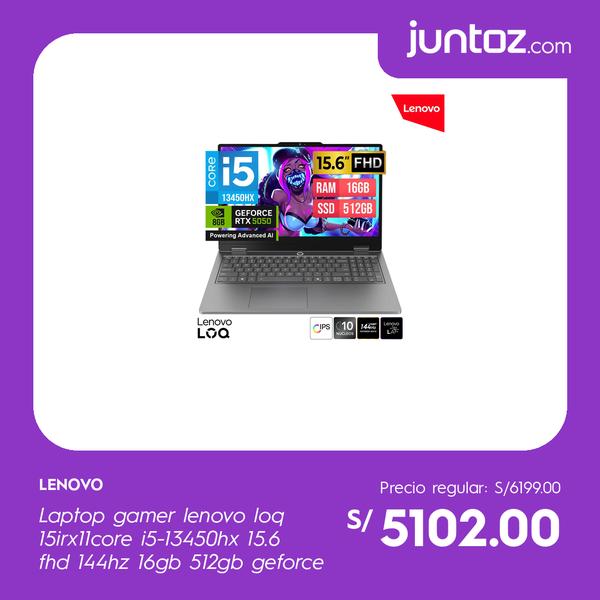 juntoz.com
Lenovo
CORE i5
13450HX
15.6" FHD
RAM 16GB
SSD 512GB
8GB
GEFORCE
RTX 5050
Powering Advanced AI
Lenovo
LOQ
IPS
10
NÚCLEOS
144Hz
Lenovo
LA
LENOVO
Laptop gamer lenovo loq
15irx11core i5-13450hx 15.6
fhd 144hz 16gb 512gb geforce
Precio regular: S/6199.00
S/ 5102.00